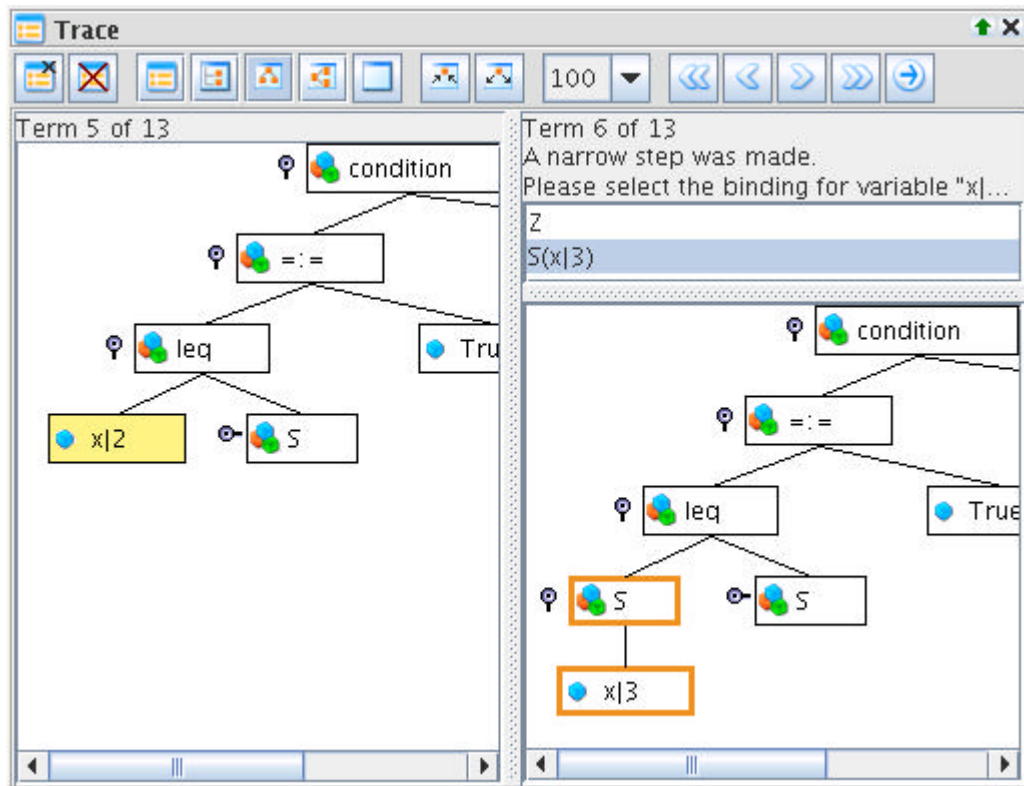 Trace
100
Term 5 of 13
condition
=:=
leq
Tru
x|2
S
Term 6 of 13
A narrow step was made.
Please select the binding for variable "x|...
Z
S(x|3)
condition
=:=
leq
True
S
S
x|3